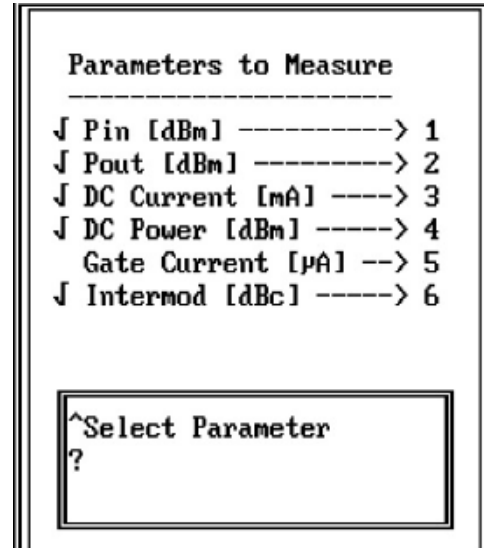 Parameters to Measure
---------------------
√ Pin [dBm] ----------> 1
√ Pout [dBm] ---------> 2
√ DC Current [mA] ----> 3
√ DC Power [dBm] ----> 4
Gate Current [µA] --> 5
√ Intermod [dBc] -----> 6
^Select Parameter
?